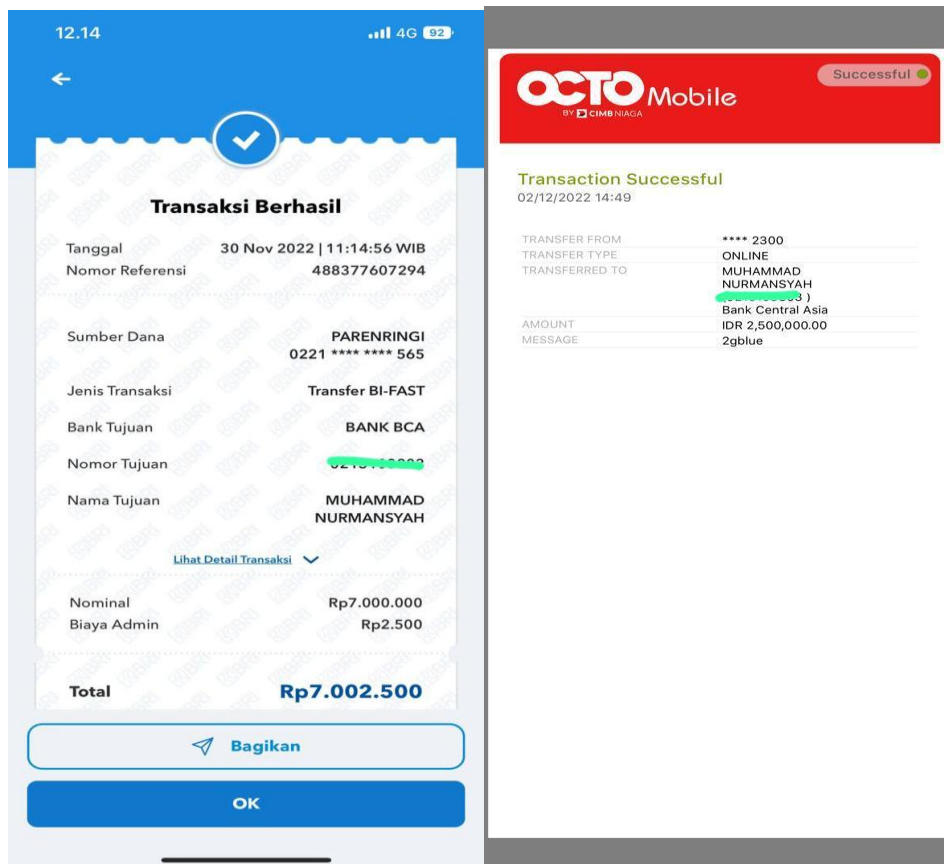 12.14
4G 92
Transaksi Berhasil
Tanggal 30 Nov 2022 | 11:14:56 WIB
Nomor Referensi 488377607294
Sumber Dana PARENRINGI
0221 **** **** 565
Jenis Transaksi Transfer BI-FAST
Bank Tujuan BANK BCA
Nomor Tujuan
Nama Tujuan MUHAMMAD
NURMANSYAH
Lihat Detail Transaksi
Nominal Rp7.000.000
Biaya Admin Rp2.500
Total Rp7.002.500
Bagikan
OK
OCTO Mobile
BY CIMB NIAGA
Successful
Transaction Successful
02/12/2022 14:49
TRANSFER FROM **** 2300
TRANSFER TYPE ONLINE
TRANSFERRED TO MUHAMMAD
NURMANSYAH
)
Bank Central Asia
AMOUNT IDR 2,500,000.00
MESSAGE 2gblue